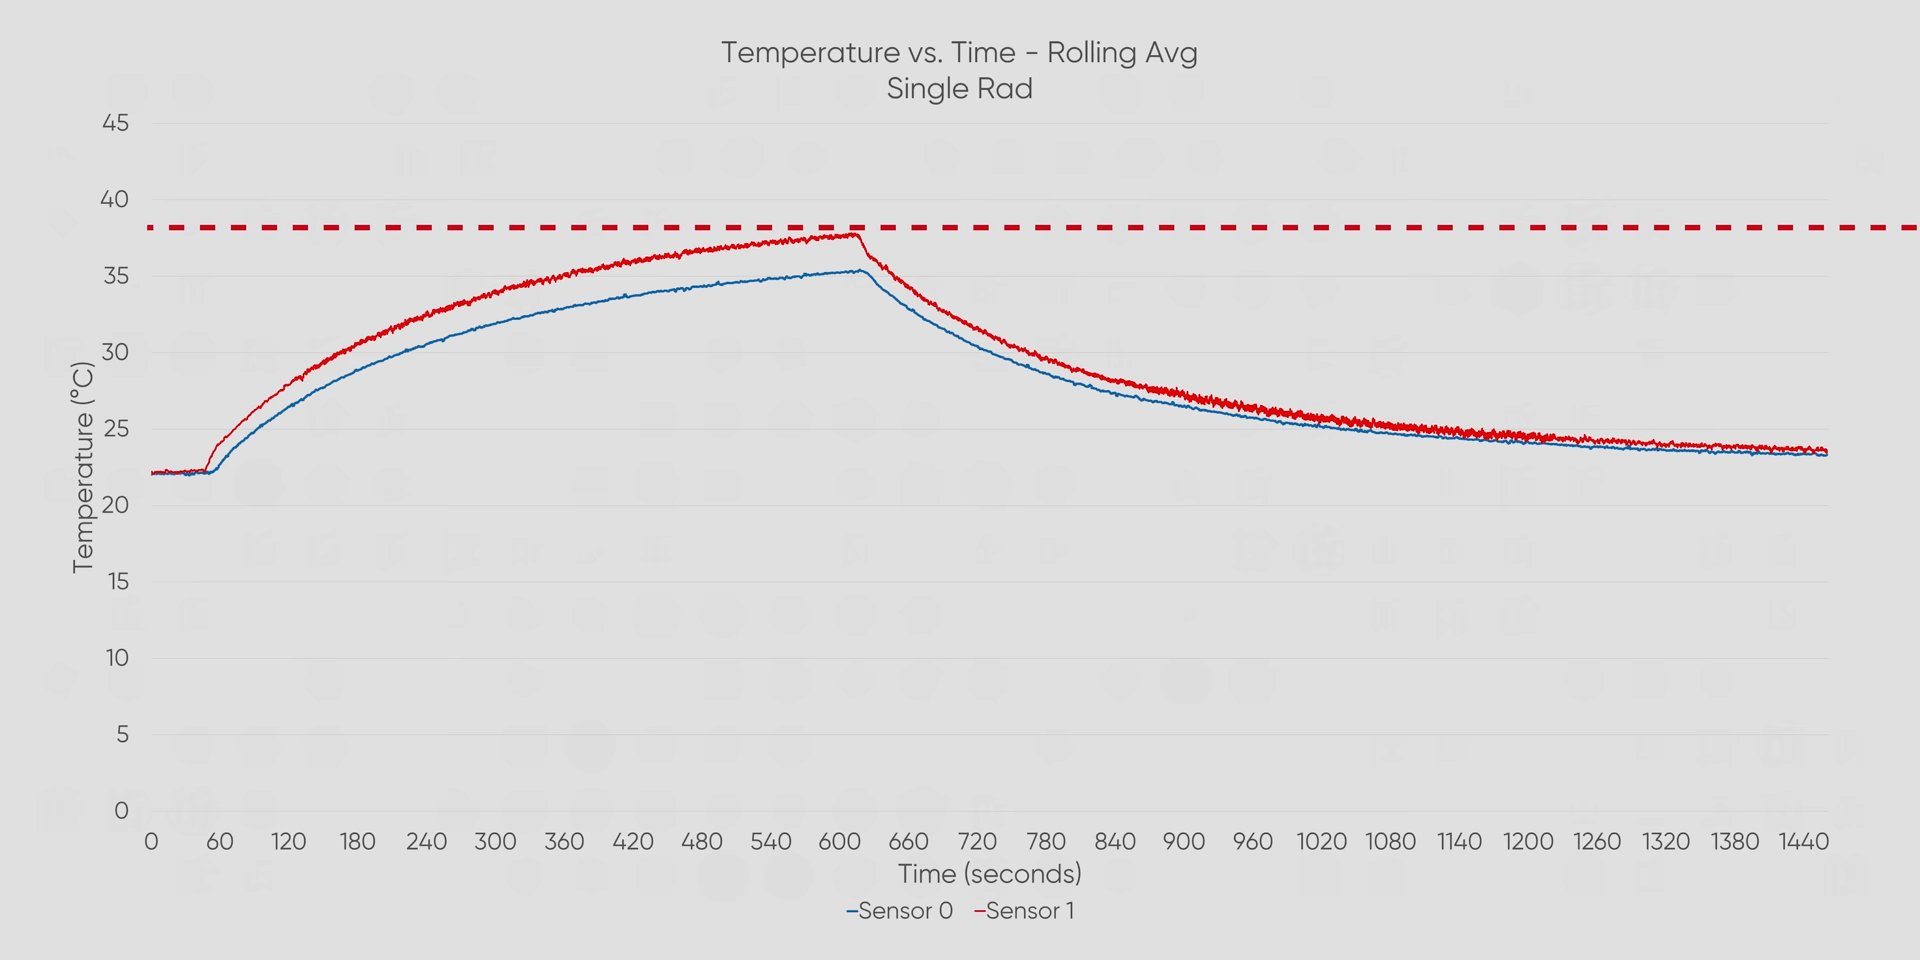 Temperature vs. Time - Rolling Avg
Single Rad
45
40
35
30
25
20
15
10
5
0
Temperature (°C)
0 60 120 180 240 300 360 420 480 540 600 660 720 780 840 900 960 1020 1080 1140 1200 1260 1320 1380 1440
Time (seconds)
Sensor 0 Sensor 1